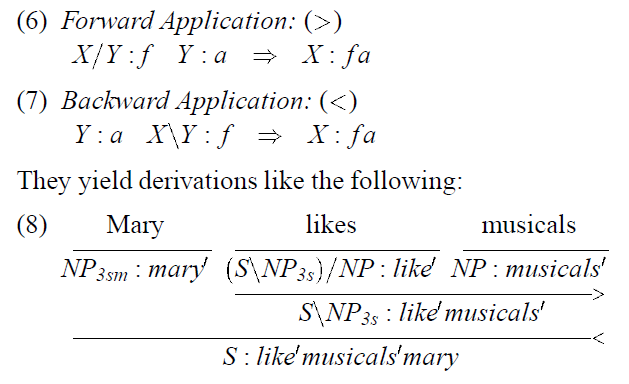 (6) Forward Application: (>)
X/Y : f Y : a ⇒ X : fa
(7) Backward Application: (<)
Y : a X\Y : f ⇒ X : fa
They yield derivations like the following:
(8) Mary likes musicals
NP3sm : mary′ (S\NP3s)/NP : like′ NP : musicals′
>
S\NP3s : like′musicals′
<
S : like′musicals′mary